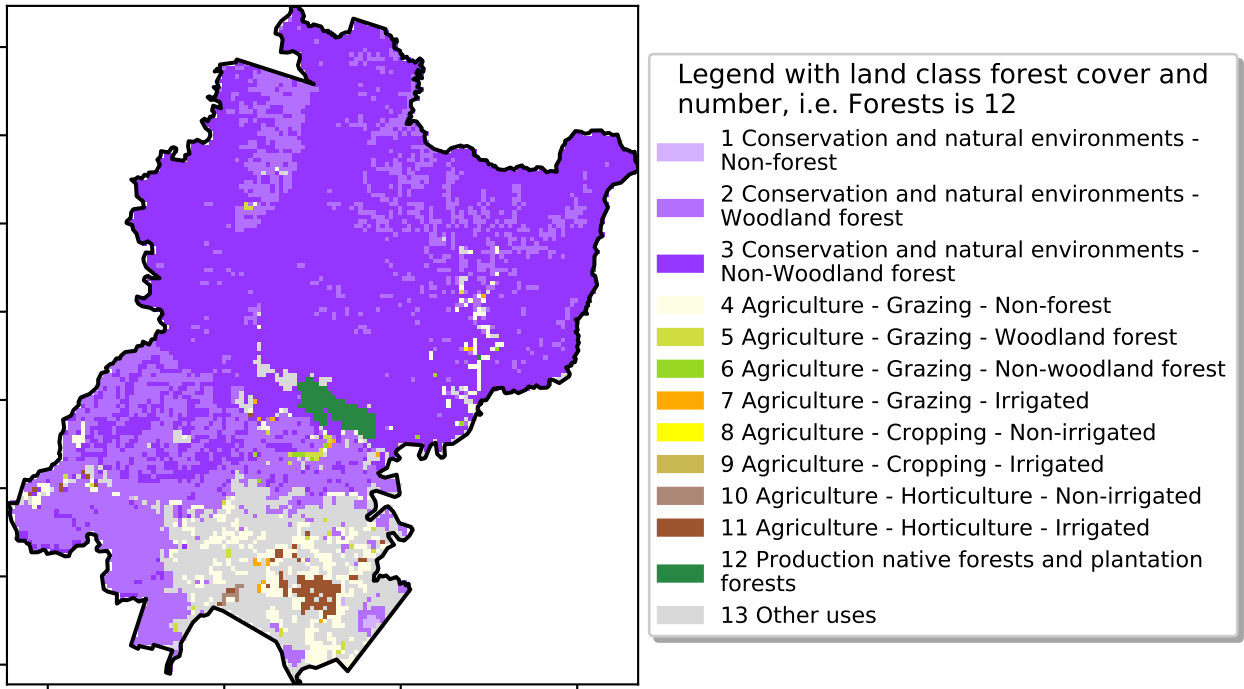 Legend with land class forest cover and
number, i.e. Forests is 12
1 Conservation and natural environments -
Non-forest
2 Conservation and natural environments -
Woodland forest
3 Conservation and natural environments -
Non-Woodland forest
4 Agriculture - Grazing - Non-forest
5 Agriculture - Grazing - Woodland forest
6 Agriculture - Grazing - Non-woodland forest
7 Agriculture - Grazing - Irrigated
8 Agriculture - Cropping - Non-irrigated
9 Agriculture - Cropping - Irrigated
10 Agriculture - Horticulture - Non-irrigated
11 Agriculture - Horticulture - Irrigated
12 Production native forests and plantation
forests
13 Other uses